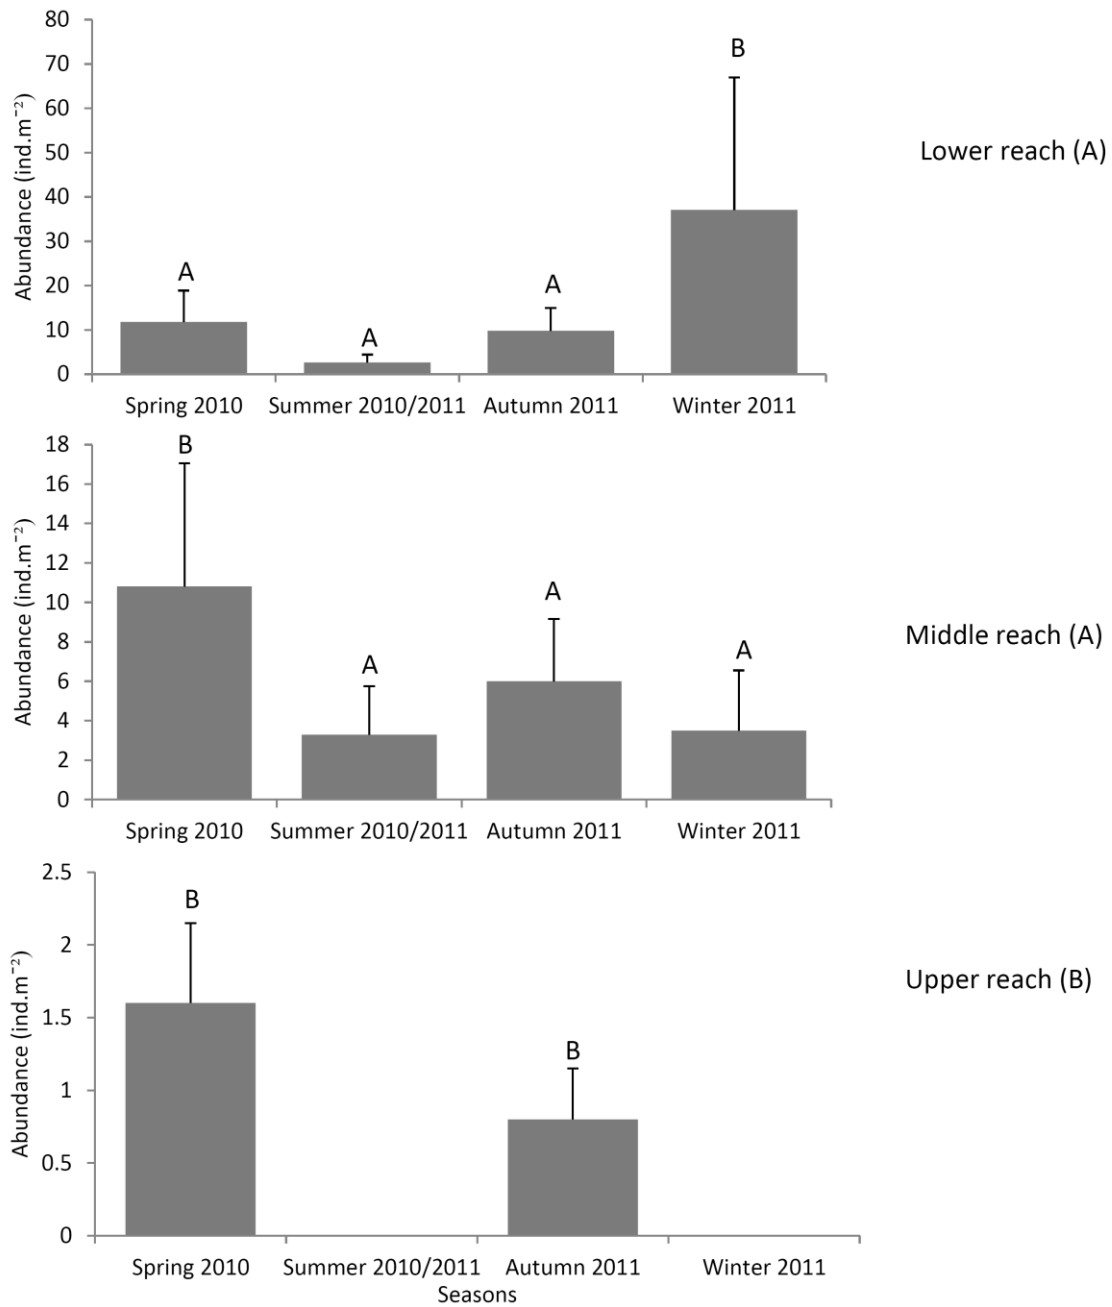 80
70
60
50
40
30
20
10
0
Abundance (ind.m⁻²)
A
A
A
B
Spring 2010 Summer 2010/2011 Autumn 2011 Winter 2011
Lower reach (A)
18
16
14
12
10
8
6
4
2
0
Abundance (ind.m⁻²)
B
A
A
A
Spring 2010 Summer 2010/2011 Autumn 2011 Winter 2011
Middle reach (A)
2.5
2
1.5
1
0.5
0
Abundance (ind.m⁻²)
B
B
Spring 2010 Summer 2010/2011 Autumn 2011 Winter 2011
Seasons
Upper reach (B)